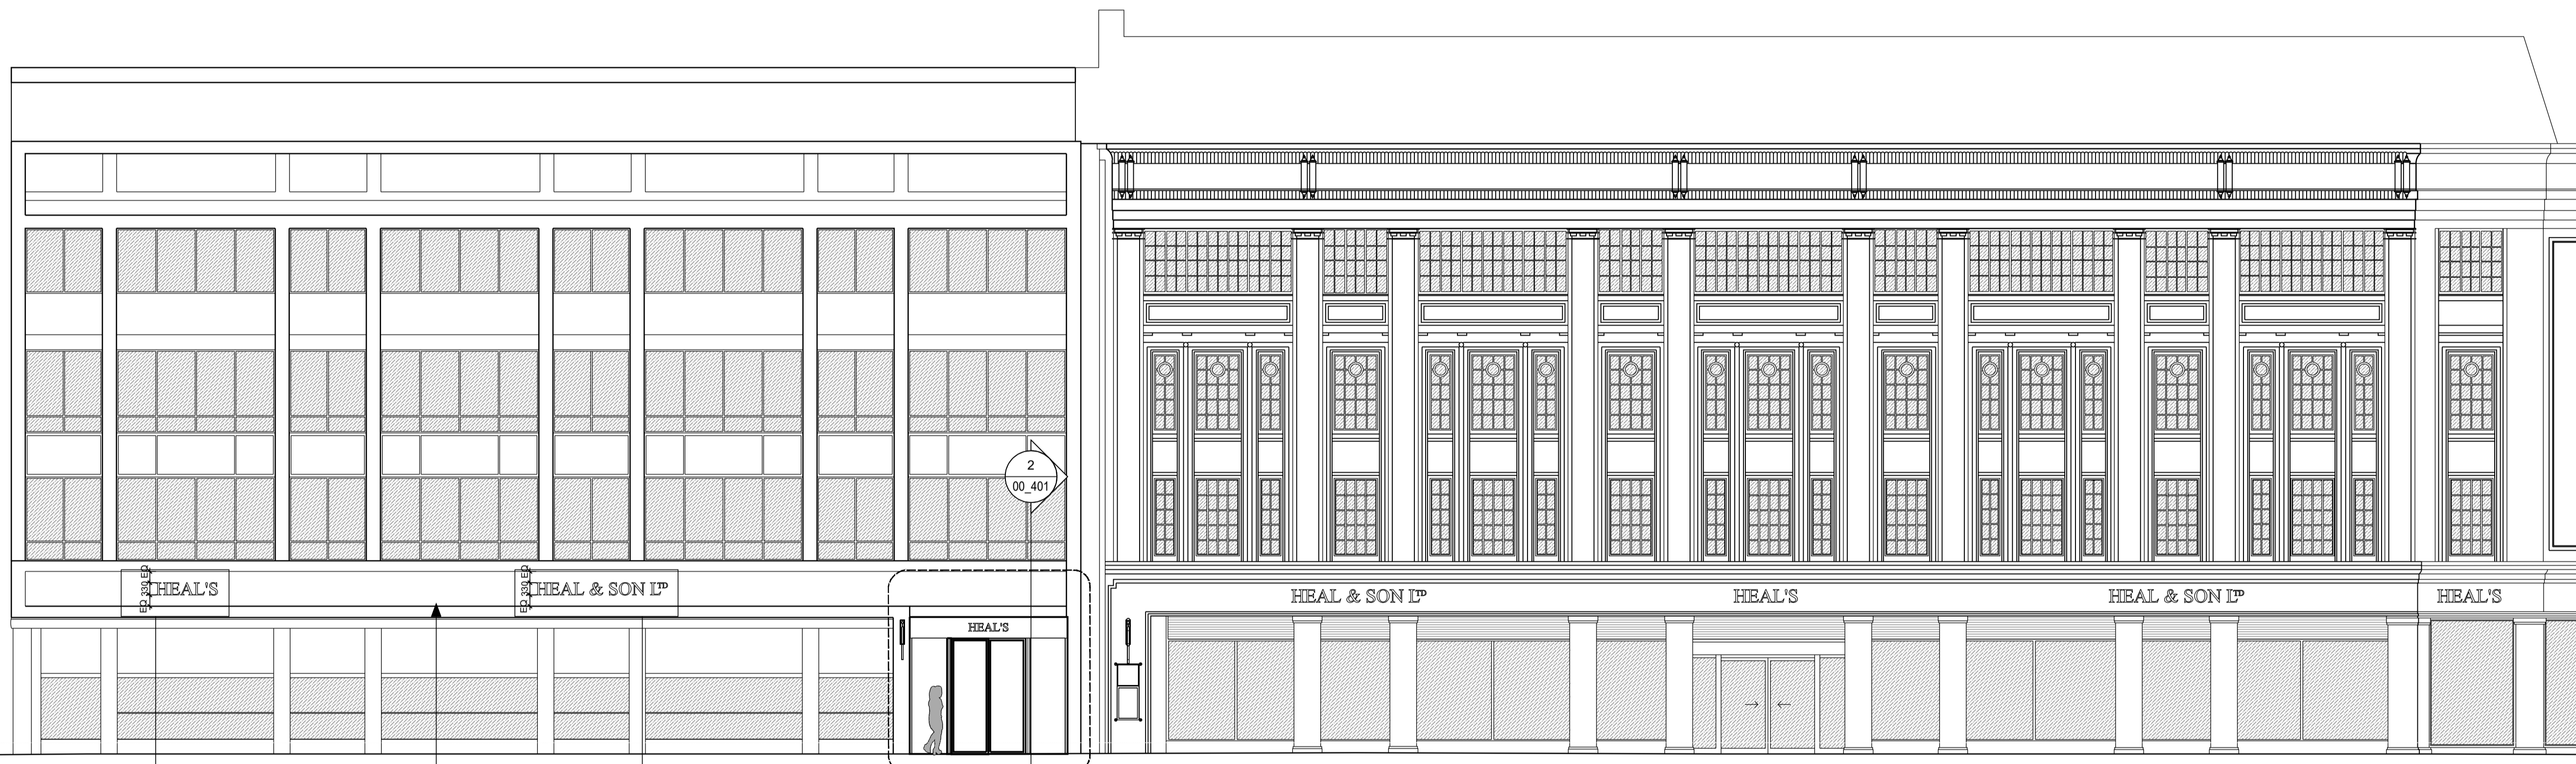 2
00_401
EQ 330 EQ
HEAL'S
EQ 330 EQ
HEAL & SON LTD
HEAL & SON LTD
HEAL'S
HEAL & SON LTD
HEAL'S
HEAL'S